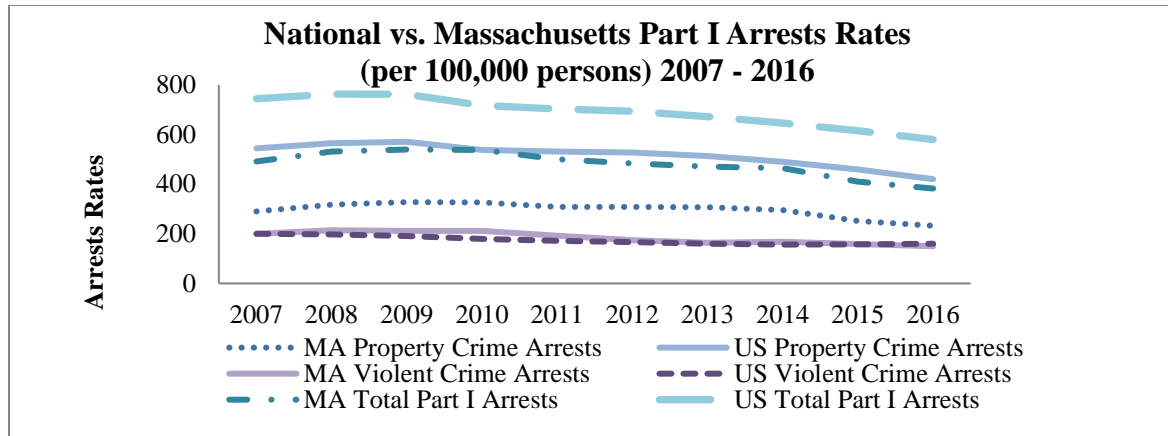 National vs. Massachusetts Part I Arrests Rates
(per 100,000 persons) 2007 - 2016
Arrests Rates
800
600
400
200
0
2007 2008 2009 2010 2011 2012 2013 2014 2015 2016
MA Property Crime Arrests US Property Crime Arrests
MA Violent Crime Arrests US Violent Crime Arrests
MA Total Part I Arrests US Total Part I Arrests